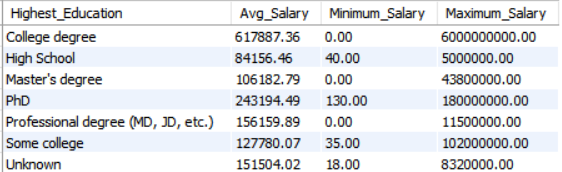 Highest_Education Avg_Salary Minimum_Salary Maximum_Salary
College degree 617887.36 0.00 6000000000.00
High School 84156.46 40.00 5000000.00
Master's degree 106182.79 0.00 43800000.00
PhD 243194.49 130.00 180000000.00
Professional degree (MD, JD, etc.) 156159.89 0.00 11500000.00
Some college 127780.07 35.00 102000000.00
Unknown 151504.02 18.00 8320000.00